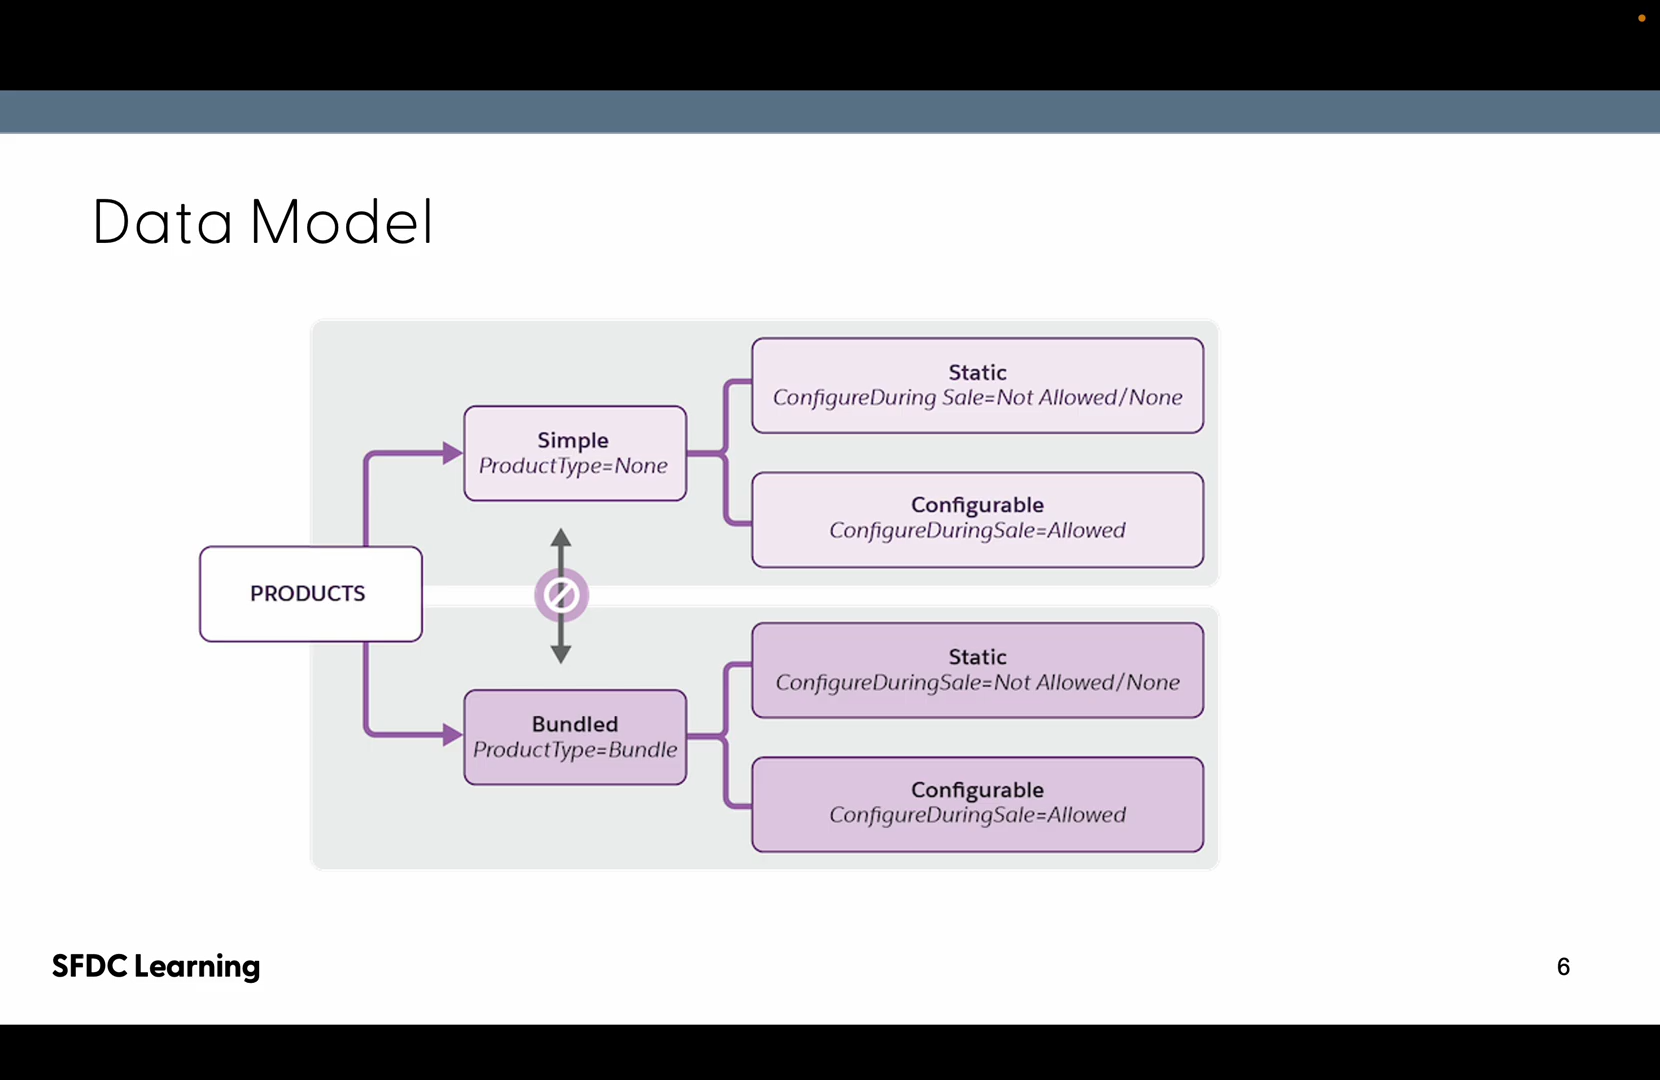 Data Model
Static
ConfigureDuring Sale=Not Allowed/None
Simple
ProductType=None
Configurable
ConfigureDuringSale=Allowed
PRODUCTS
Static
ConfigureDuringSale=Not Allowed/None
Bundled
ProductType=Bundle
Configurable
ConfigureDuringSale=Allowed
SFDC Learning
6